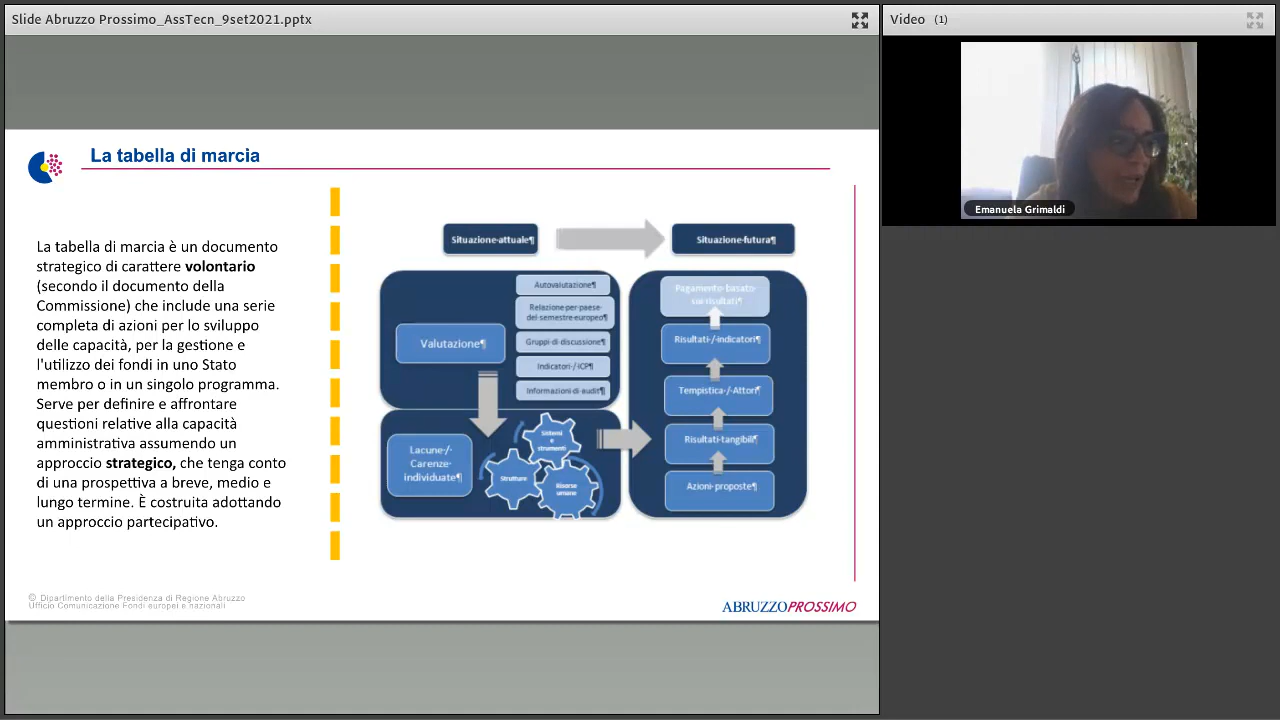 Slide Abruzzo Prossimo_AssTecn_9set2021.pptx
Video (1)
Emanuela Grimaldi
La tabella di marcia
La tabella di marcia è un documento
strategico di carattere volontario
(secondo il documento della
Commissione) che include una serie
completa di azioni per lo sviluppo
delle capacità, per la gestione e
l'utilizzo dei fondi in uno Stato
membro o in un singolo programma.
Serve per definire e affrontare
questioni relative alla capacità
amministrativa assumendo un
approccio strategico, che tenga conto
di una prospettiva a breve, medio e
lungo termine. È costruita adottando
un approccio partecipativo.
Situazione·attuale¶
Situazione·futura¶
Valutazione¶
Autovalutazione¶
Relazione·per·paese·
del·semestre·europeo¶
Gruppi·di·discussione¶
Indicatori·/·ICP¶
Informazioni·di·audit¶
Lacune·/·
Carenze·
individuate¶
Sistemi
e
strumenti
Strutture
Risorse
umane
Pagamento·basato·
sui·risultati¶
Risultati·/·indicatori¶
Tempistica·/·Attori¶
Risultati·tangibili¶
Azioni·proposte¶
© Dipartimento della Presidenza di Regione Abruzzo
Ufficio Comunicazione Fondi europei e nazionali
ABRUZZOPROSSIMO